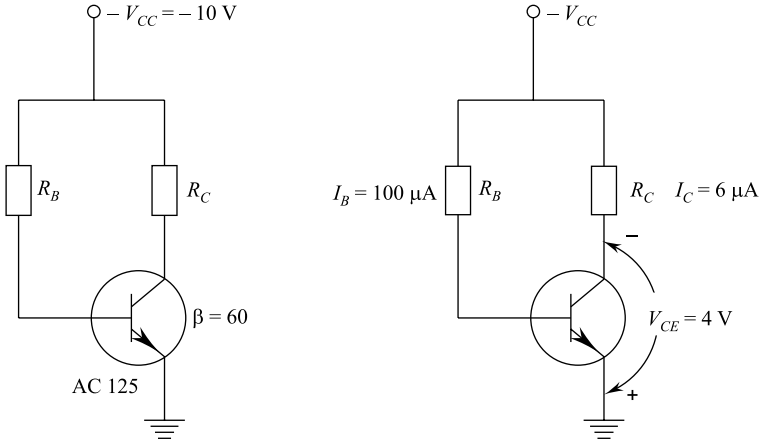 – V_CC = – 10 V
R_B
R_C
β = 60
AC 125
– V_CC
I_B = 100 μA
R_B
R_C
I_C = 6 μA
–
V_CE = 4 V
+